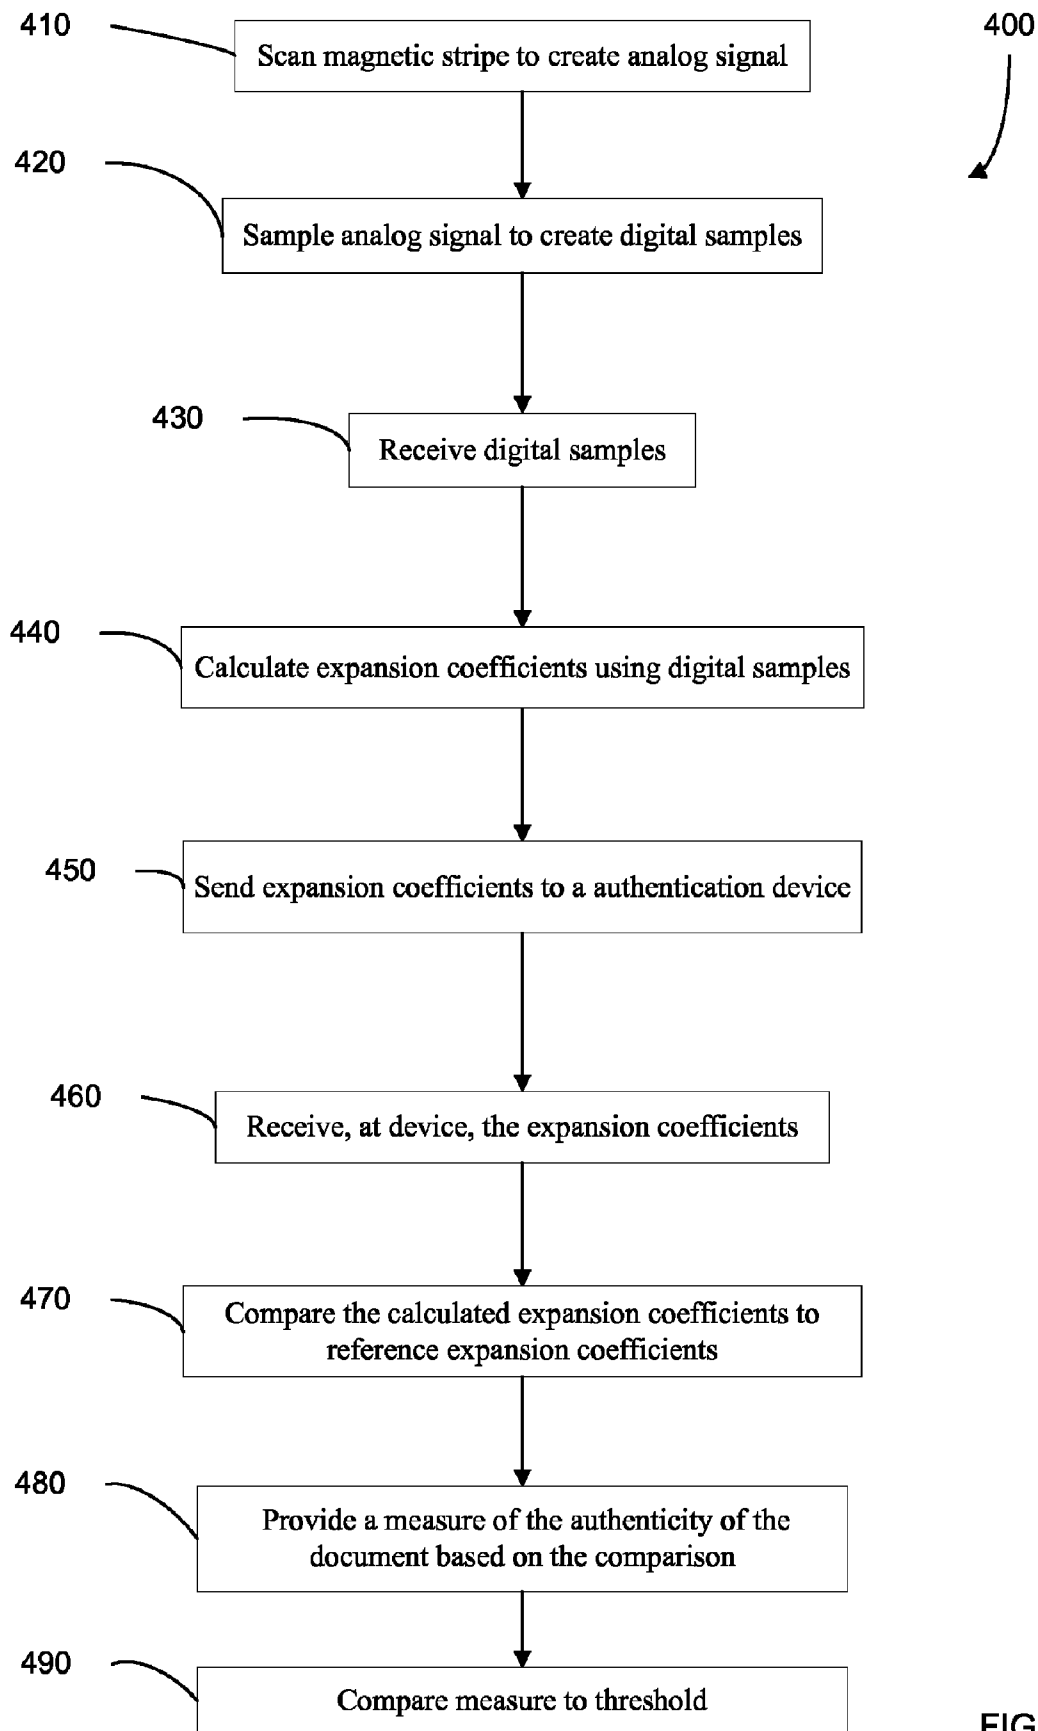 410
400
Scan magnetic stripe to create analog signal
420
Sample analog signal to create digital samples
430
Receive digital samples
440
Calculate expansion coefficients using digital samples
450
Send expansion coefficients to a authentication device
460
Receive, at device, the expansion coefficients
470
Compare the calculated expansion coefficients to
reference expansion coefficients
480
Provide a measure of the authenticity of the
document based on the comparison
490
Compare measure to threshold
FIG